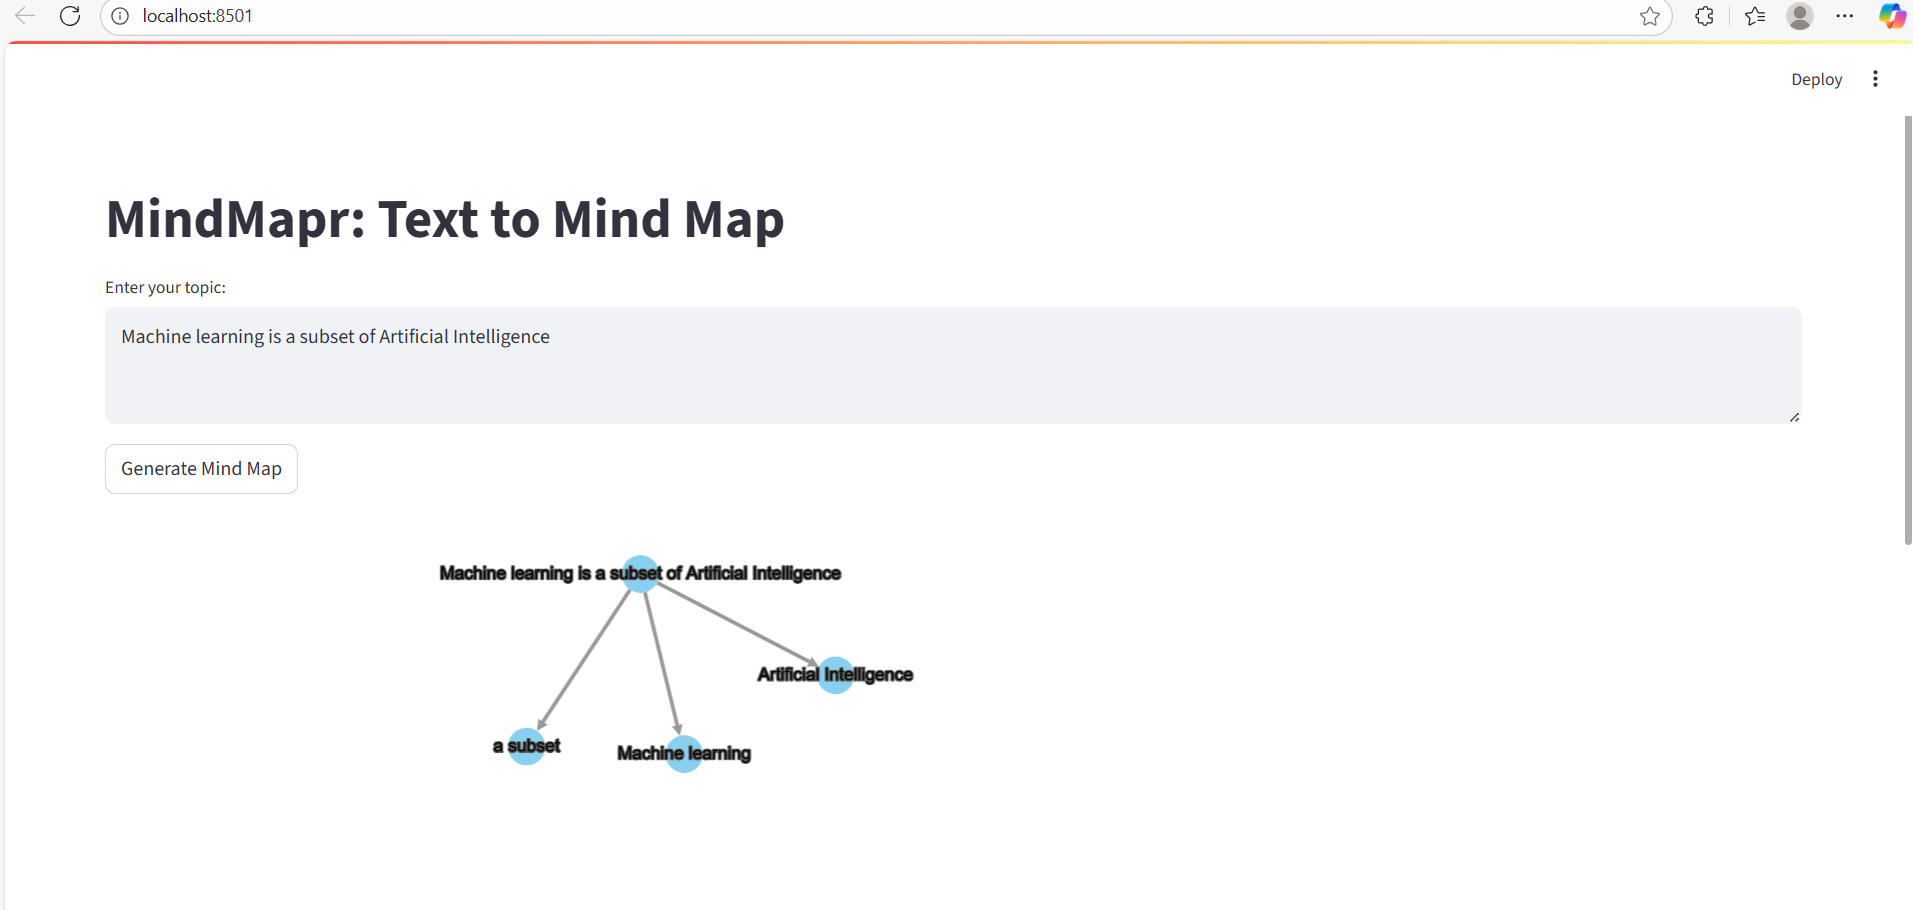 localhost:8501
Deploy
MindMapr: Text to Mind Map
Enter your topic:
Machine learning is a subset of Artificial Intelligence
Generate Mind Map
Machine learning is a subset of Artificial Intelligence
Artificial Intelligence
a subset
Machine learning